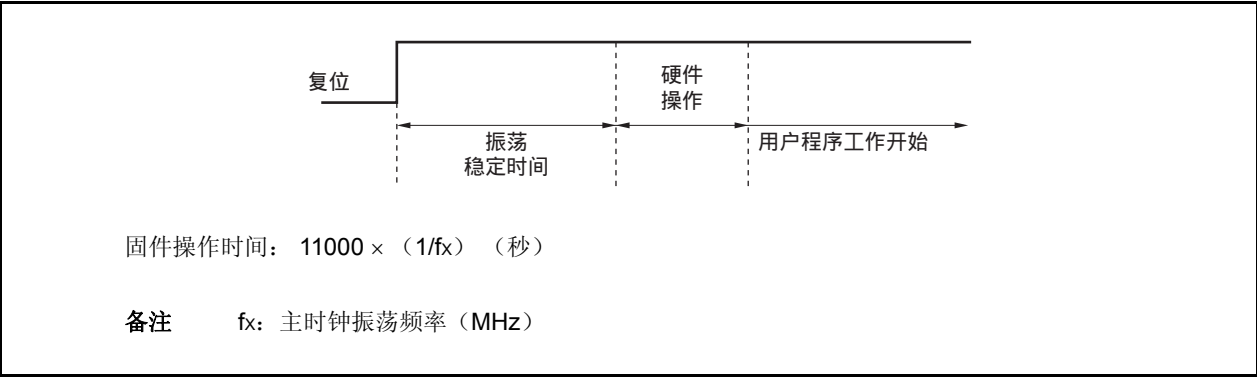 复位
硬件
操作
振荡
稳定时间
用户程序工作开始
固件操作时间： 11000 × （1/fx） （秒）
备注 fx：主时钟振荡频率（MHz）